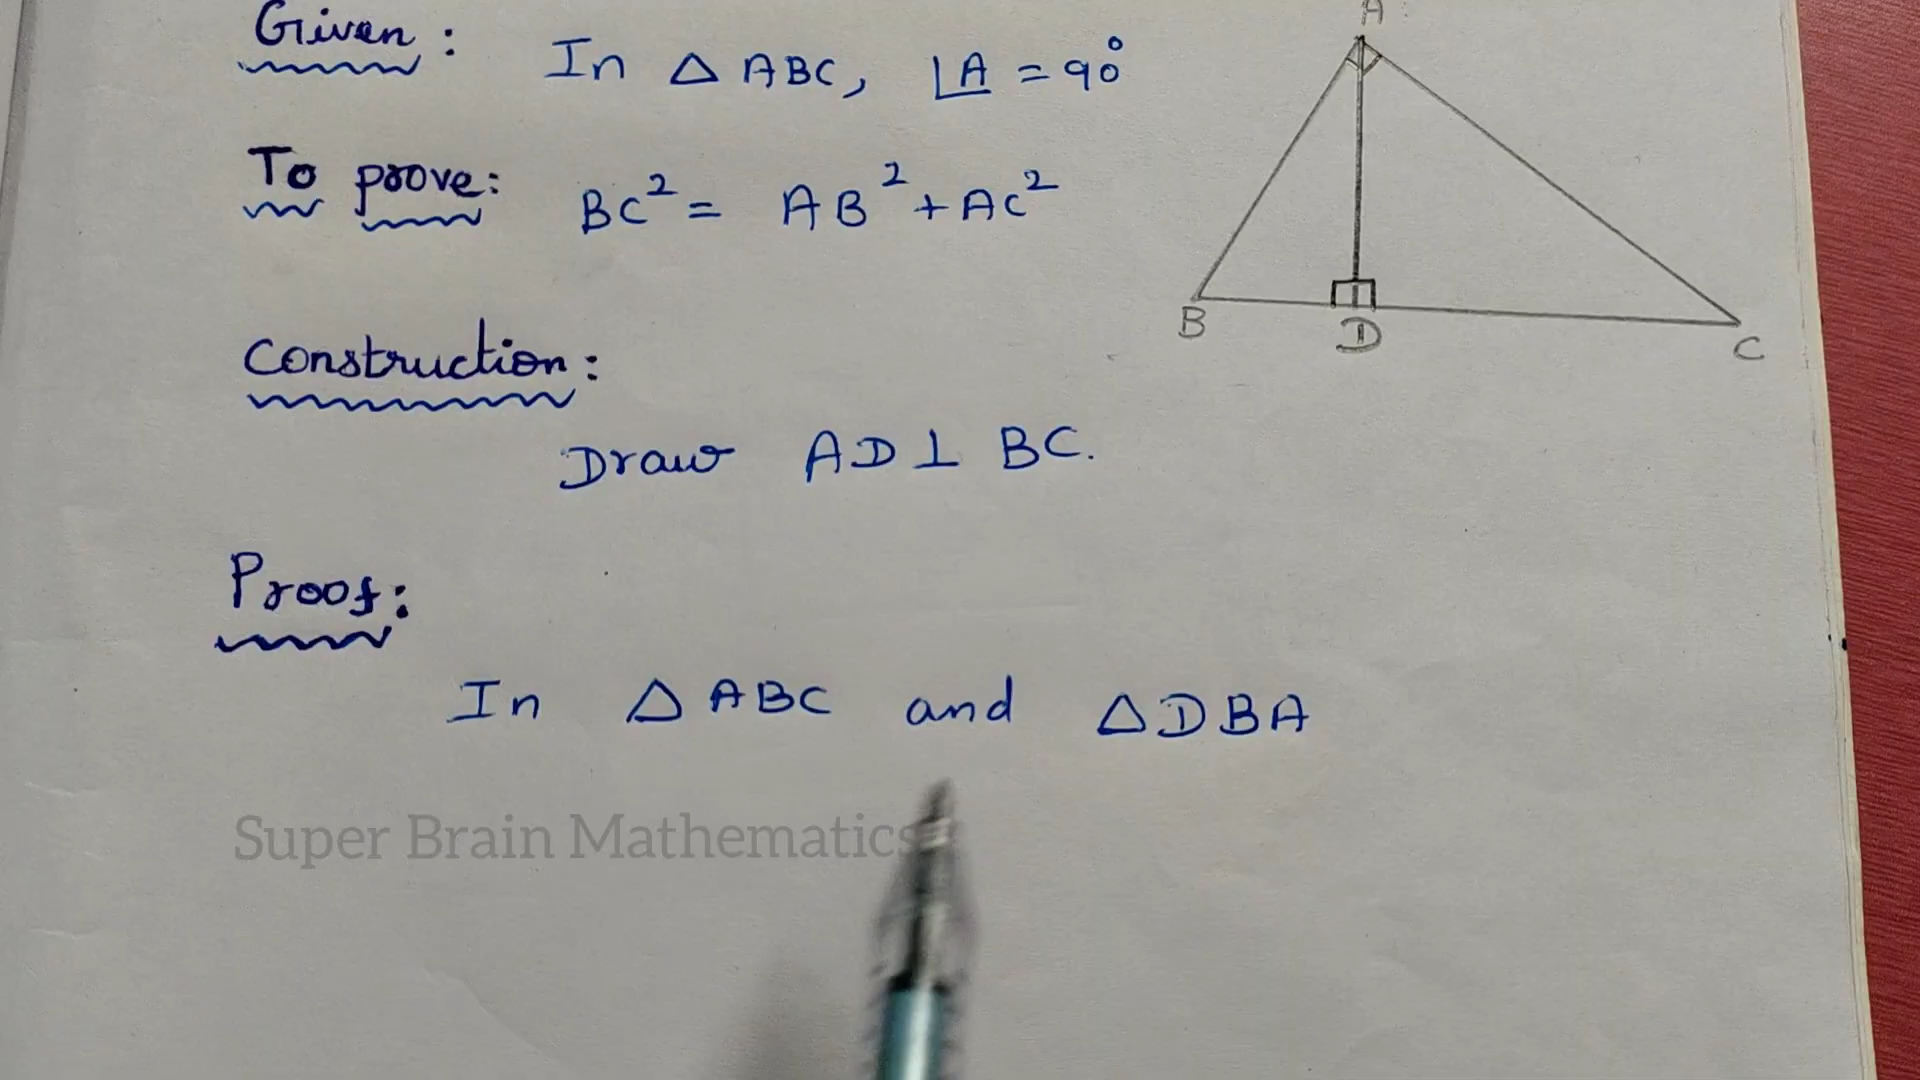 Given: In △ABC, ∠A = 90°
To prove: BC² = AB² + AC²
Construction:
Draw AD ⊥ BC.
Proof:
In △ABC and △DBA
Super Brain Mathematics
A
B
D
C